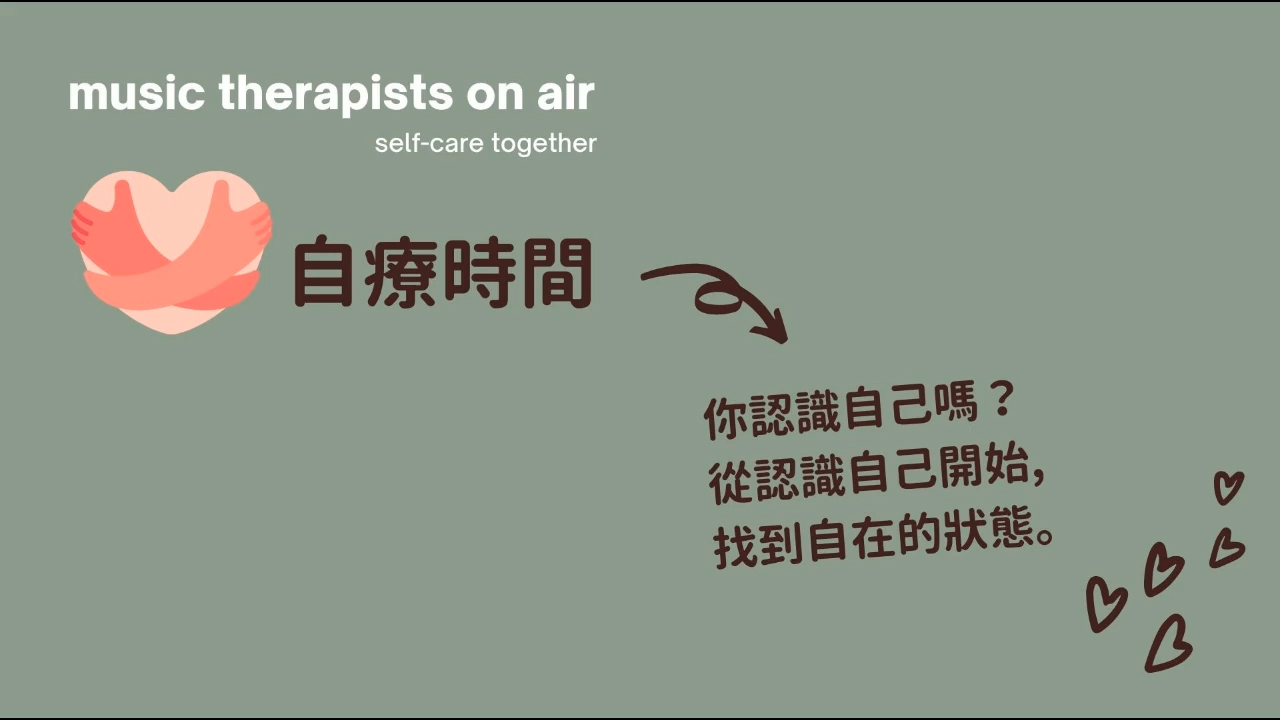 music therapists on air
self-care together
自療時間
你認識自己嗎？
從認識自己開始,
找到自在的狀態。